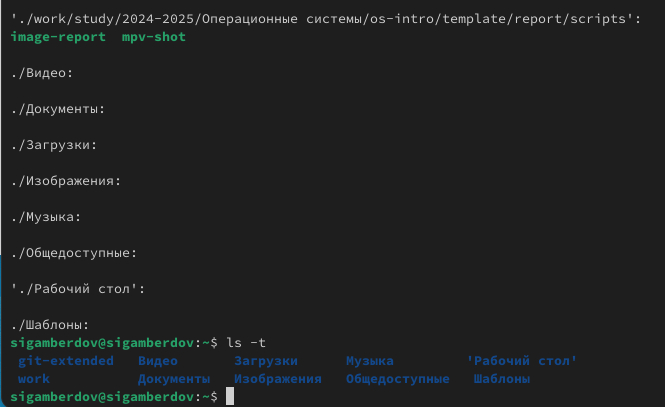 './work/study/2024-2025/Операционные системы/os-intro/template/report/scripts':
image-report  mpv-shot
./Видео:
./Документы:
./Загрузки:
./Изображения:
./Музыка:
./Общедоступные:
'./Рабочий стол':
./Шаблоны:
sigamberdov@sigamberdov:~$ ls -t
git-extended   Видео       Загрузки      Музыка         'Рабочий стол'
work           Документы   Изображения   Общедоступные   Шаблоны
sigamberdov@sigamberdov:~$